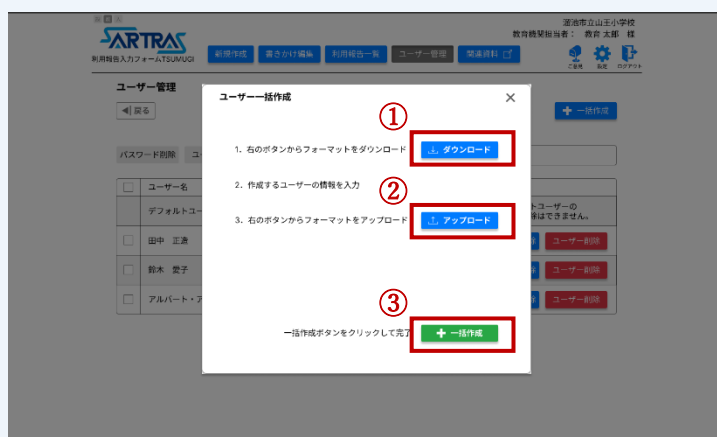 溜池市立山王小学校
教育機関担当者： 教育 太郎 様
SARTRAS
利用報告入力フォームTSUMUGI
新規作成 書きかけ編集 利用報告一覧 ユーザー管理 関連資料
ご意見 設定 ログアウト
ユーザー管理
戻る
一括作成
ユーザー一括作成
①
1．右のボタンからフォーマットをダウンロード ダウンロード
パスワード削除
2．作成するユーザーの情報を入力
ユーザー名
②
3．右のボタンからフォーマットをアップロード アップロード
デフォルトユー
トユーザーの
除はできません。
田中 正造 ユーザー削除
鈴木 愛子 ユーザー削除
アルバート・ア ユーザー削除
③
一括作成ボタンをクリックして完了 一括作成